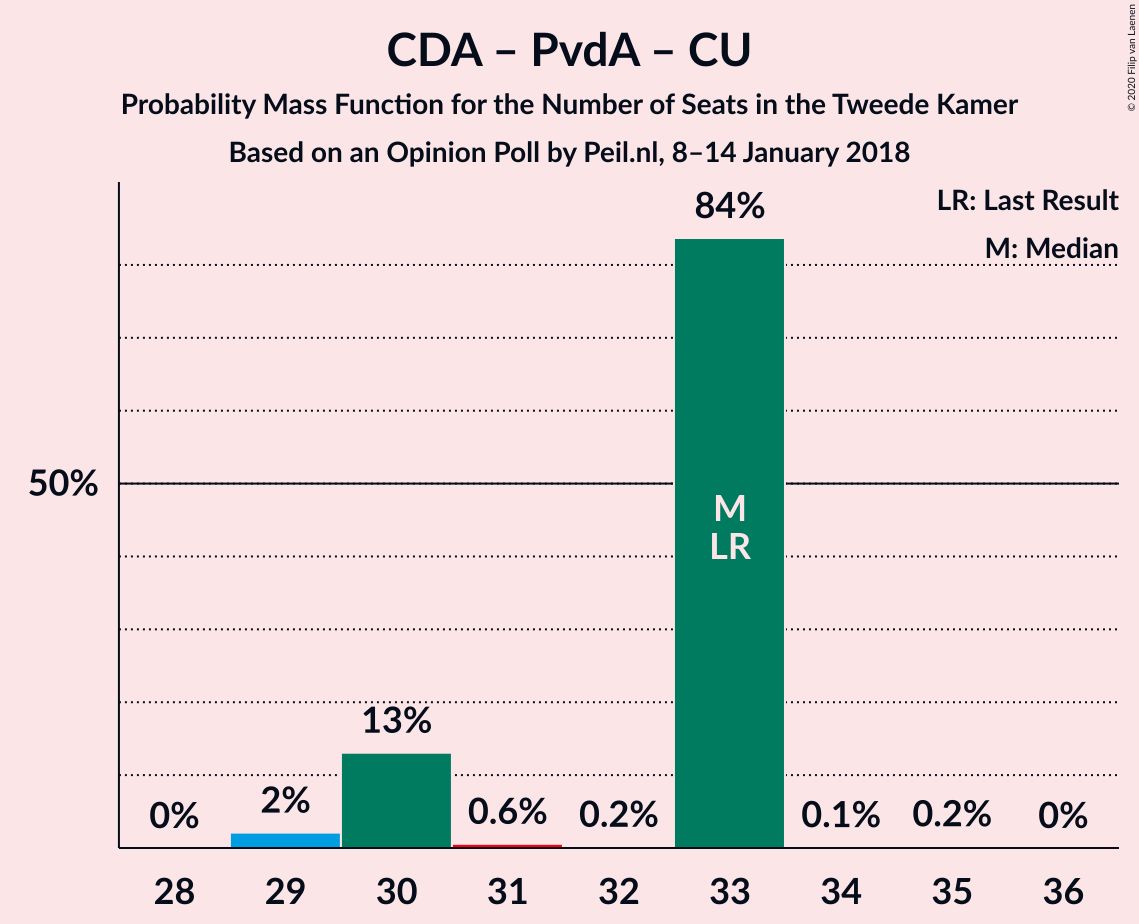 CDA – PvdA – CU
Probability Mass Function for the Number of Seats in the Tweede Kamer
Based on an Opinion Poll by Peil.nl, 8–14 January 2018
© 2020 Filip van Laenen
LR: Last Result
M: Median
84%
50%
M
LR
13%
0%
2%
0.6%
0.2%
0.1%
0.2%
0%
28
29
30
31
32
33
34
35
36